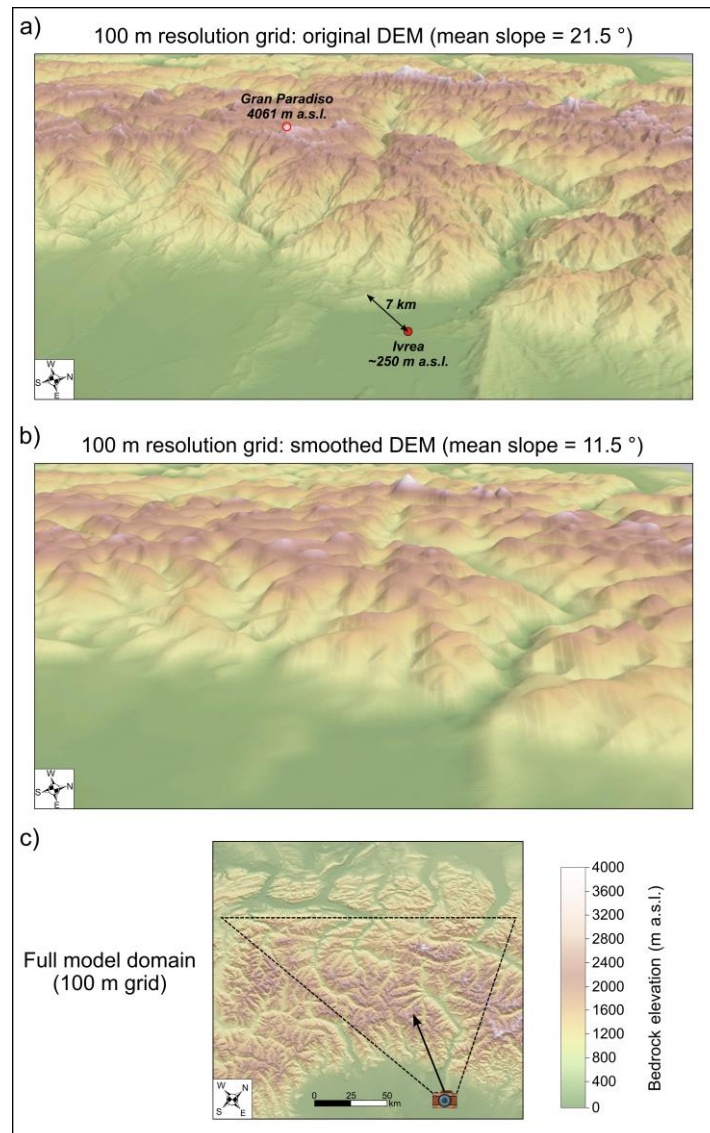 a)
100 m resolution grid: original DEM (mean slope = 21.5 °)
Gran Paradiso
4061 m a.s.l.
7 km
Ivrea
~250 m a.s.l.
W
S N
E
b)
100 m resolution grid: smoothed DEM (mean slope = 11.5 °)
W
S N
E
c)
Full model domain
(100 m grid)
W N
S E
0 25 50
km
4000
3600
3200
2800
2400
2000
1600
1200
800
400
0
Bedrock elevation (m a.s.l.)